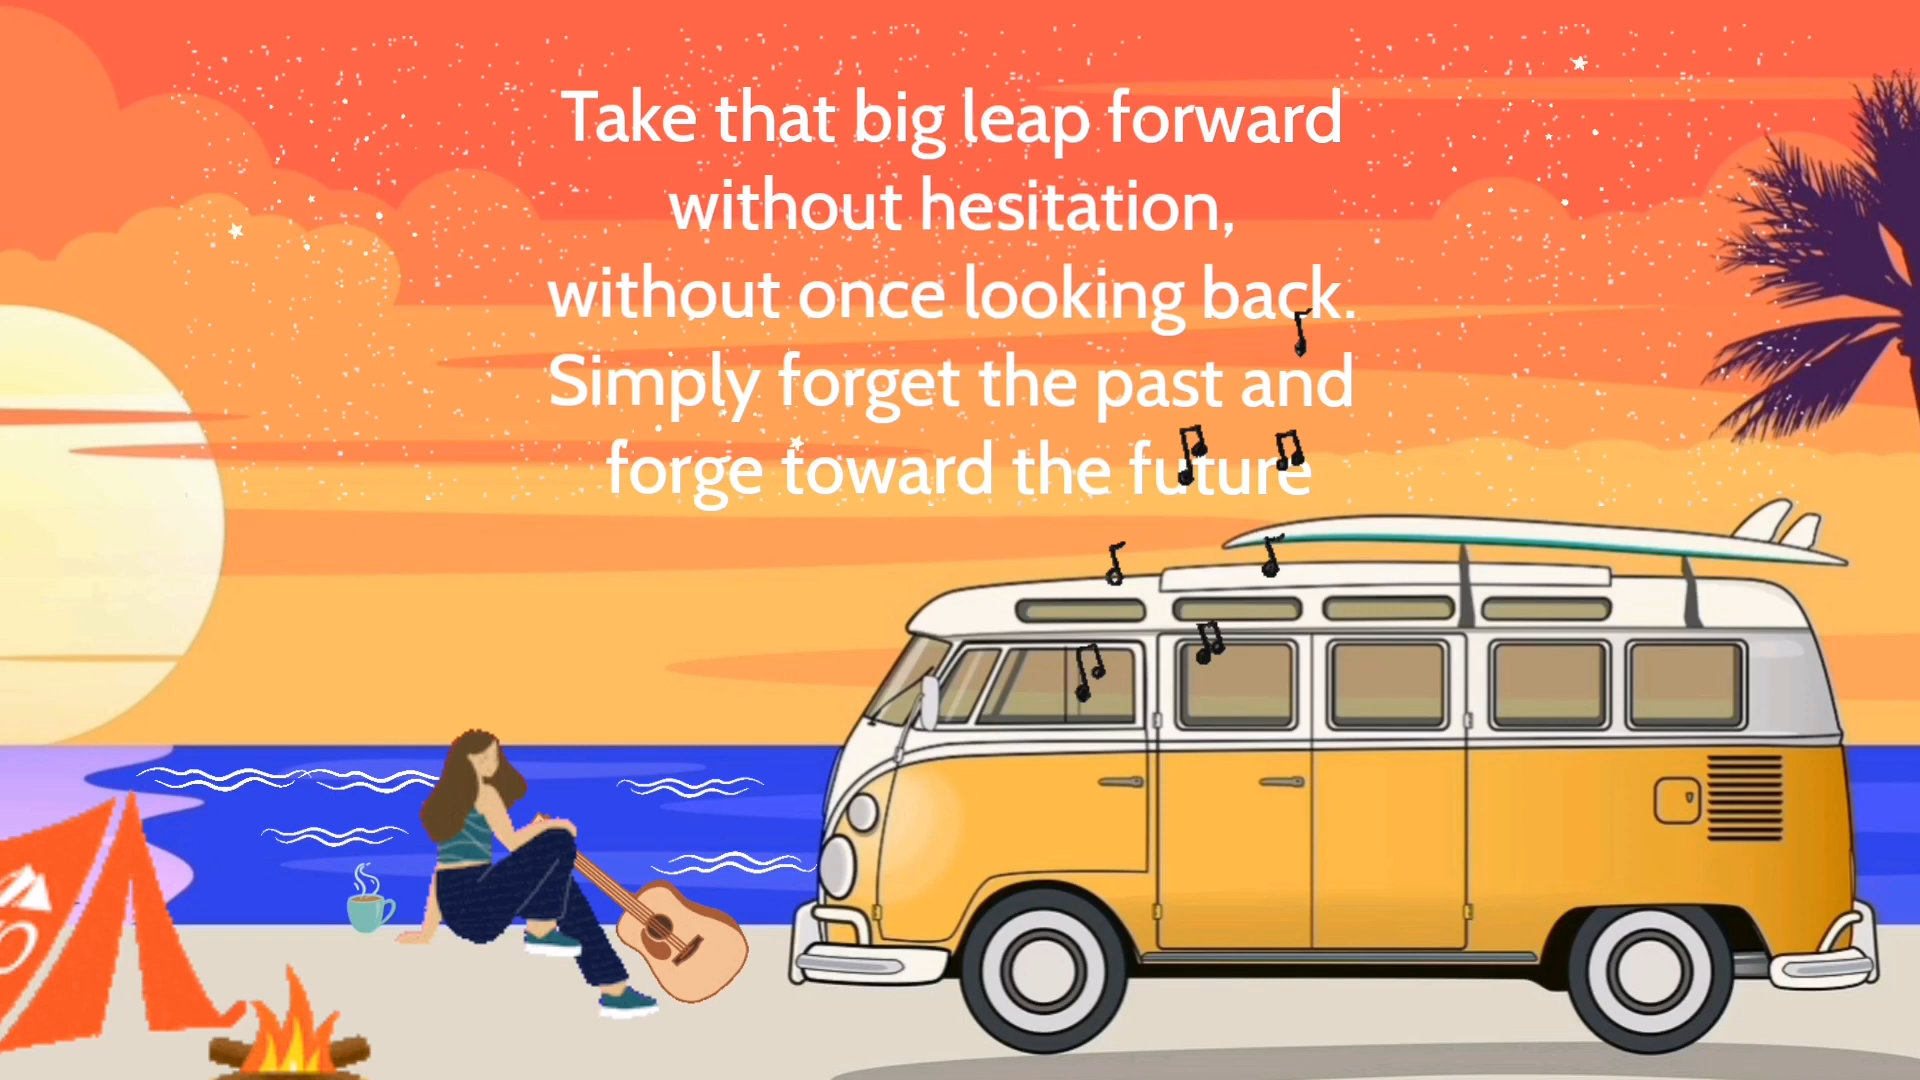 Take that big leap forward
without hesitation,
without once looking back.
Simply forget the past and
forge toward the future